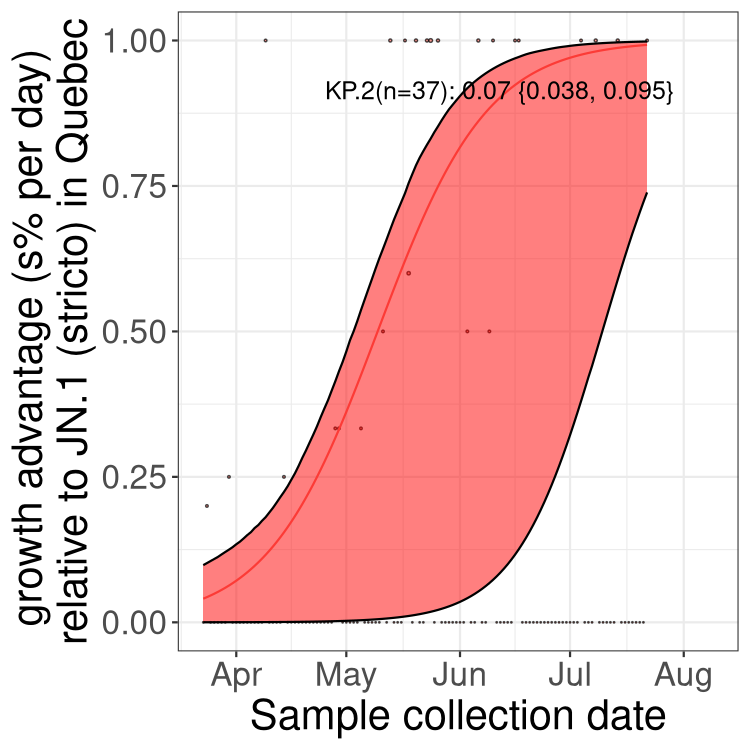 growth advantage (s% per day)
relative to JN.1 (stricto) in Quebec
1.00
0.75
0.50
0.25
0.00
KP.2(n=37): 0.07 {0.038, 0.095}
Apr May Jun Jul Aug
Sample collection date